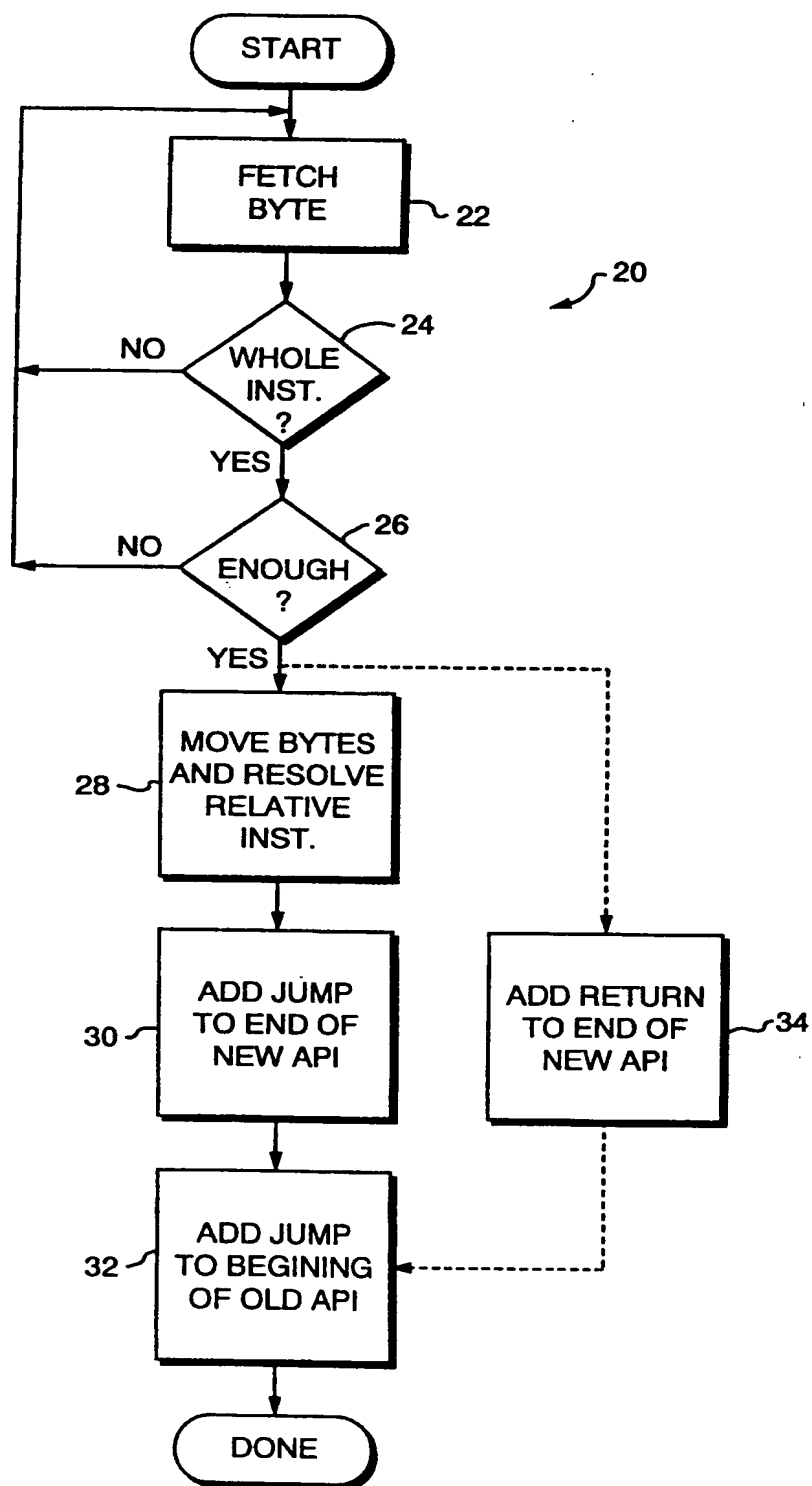 START
FETCH
BYTE
22
20
24
NO
WHOLE
INST.
?
YES
26
NO
ENOUGH
?
YES
28
MOVE BYTES
AND RESOLVE
RELATIVE
INST.
30
ADD JUMP
TO END OF
NEW API
ADD RETURN
TO END OF
NEW API
34
32
ADD JUMP
TO BEGINING
OF OLD API
DONE